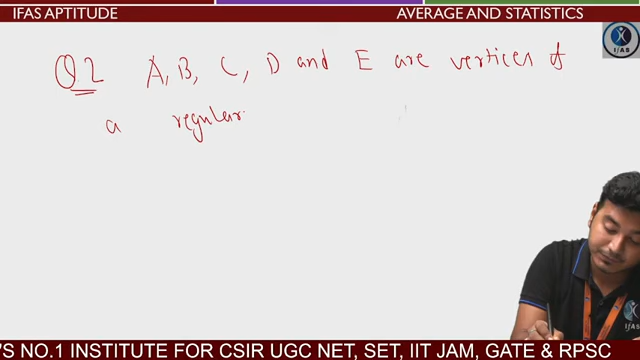 IFAS APTITUDE
AVERAGE AND STATISTICS
Q2 A, B, C, D and E are vertices of
a regular
IFAS
IFAS
'S NO.1 INSTITUTE FOR CSIR UGC NET, SET, IIT JAM, GATE & RPSC